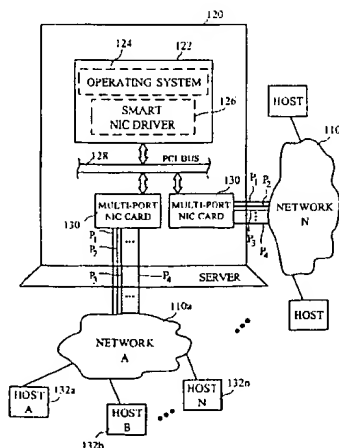 120
124
122
OPERATING SYSTEM
SMART
NIC DRIVER
126
128
PCI BUS
HOST
130
130
MULTI-PORT
NIC CARD
MULTI-PORT
NIC CARD
P1
P2
P3
P4
NETWORK
N
P1
P2
P3
P4
SERVER
HOST
110a
NETWORK
A
HOST
A
132a
HOST
B
132b
HOST
N
132n